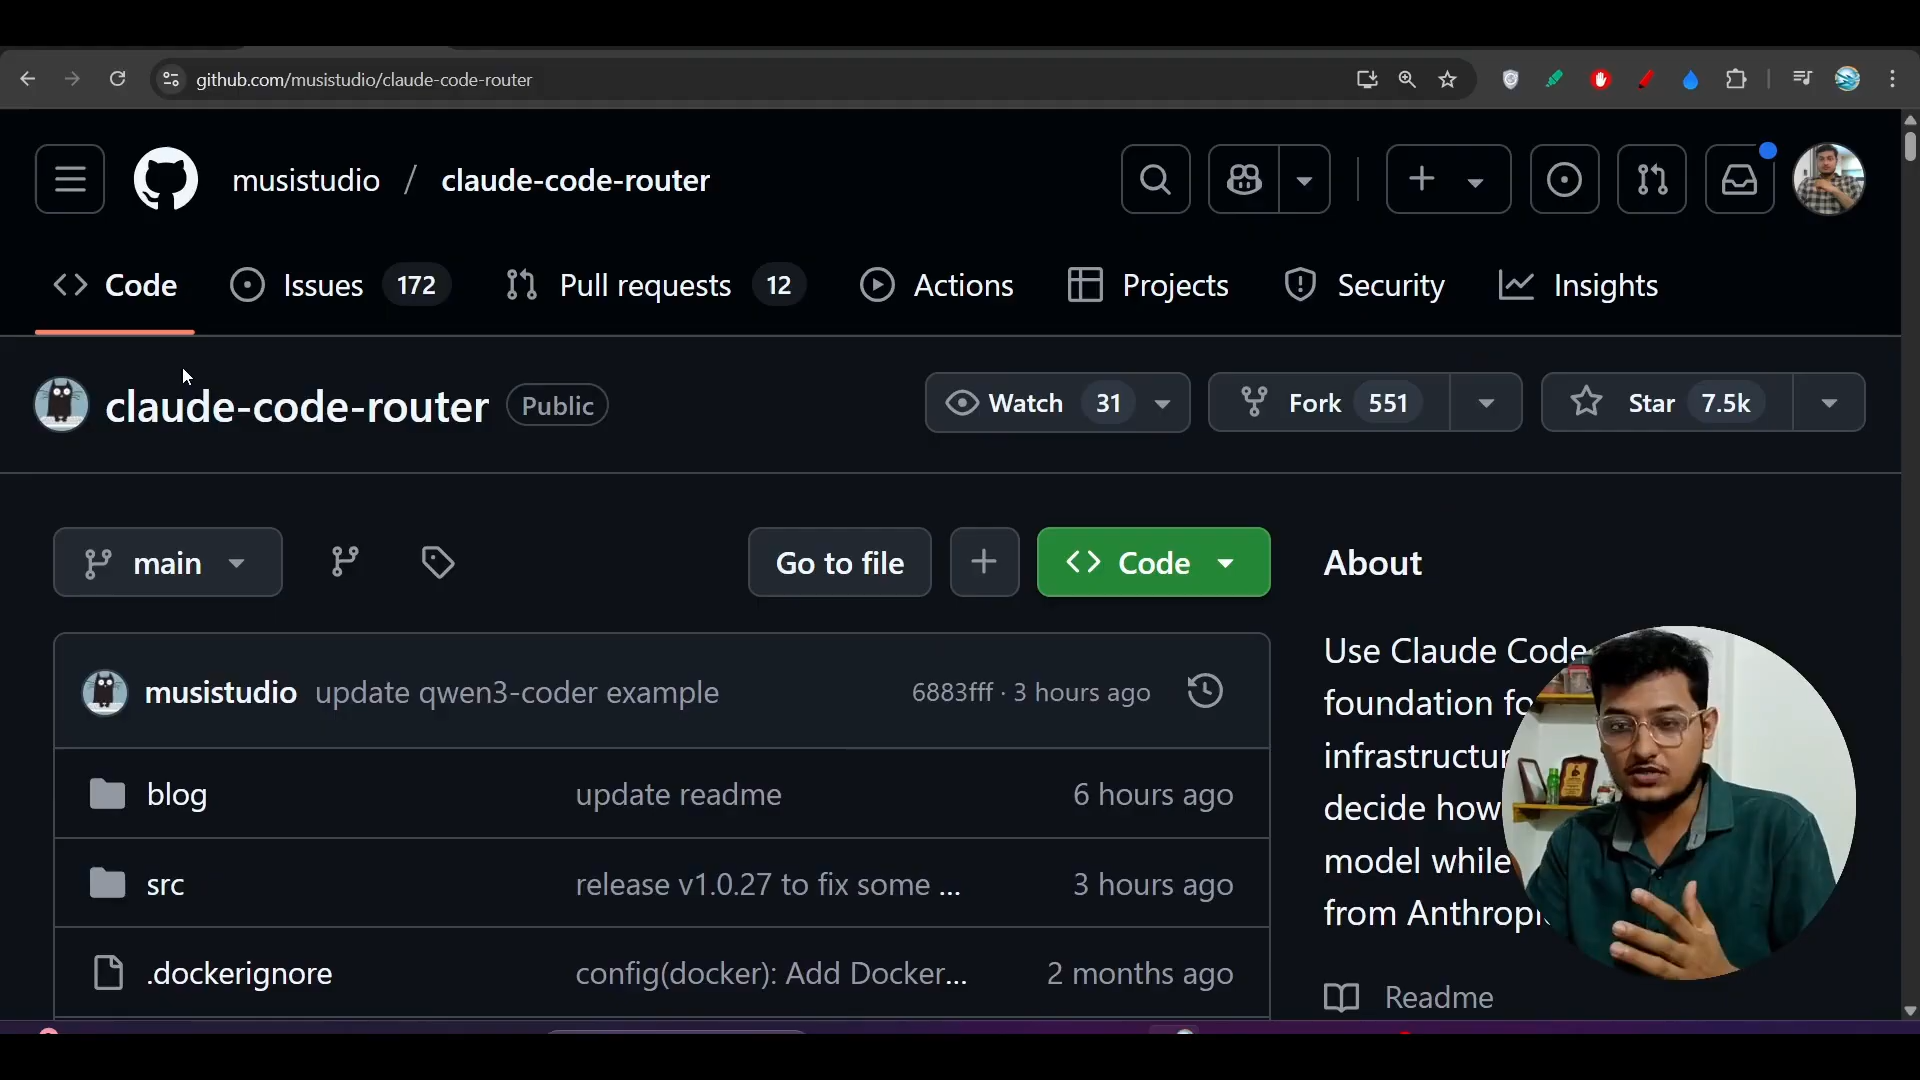 github.com/musistudio/claude-code-router
musistudio / claude-code-router
Code Issues 172 Pull requests 12 Actions Projects Security Insights
claude-code-router Public Watch 31 Fork 551 Star 7.5k
main Go to file Code
musistudio update qwen3-coder example 6883fff · 3 hours ago
blog update readme 6 hours ago
src release v1.0.27 to fix some ... 3 hours ago
.dockerignore config(docker): Add Docker... 2 months ago
About
Use Claude Code
foundation
decide how
model while
from
Readme